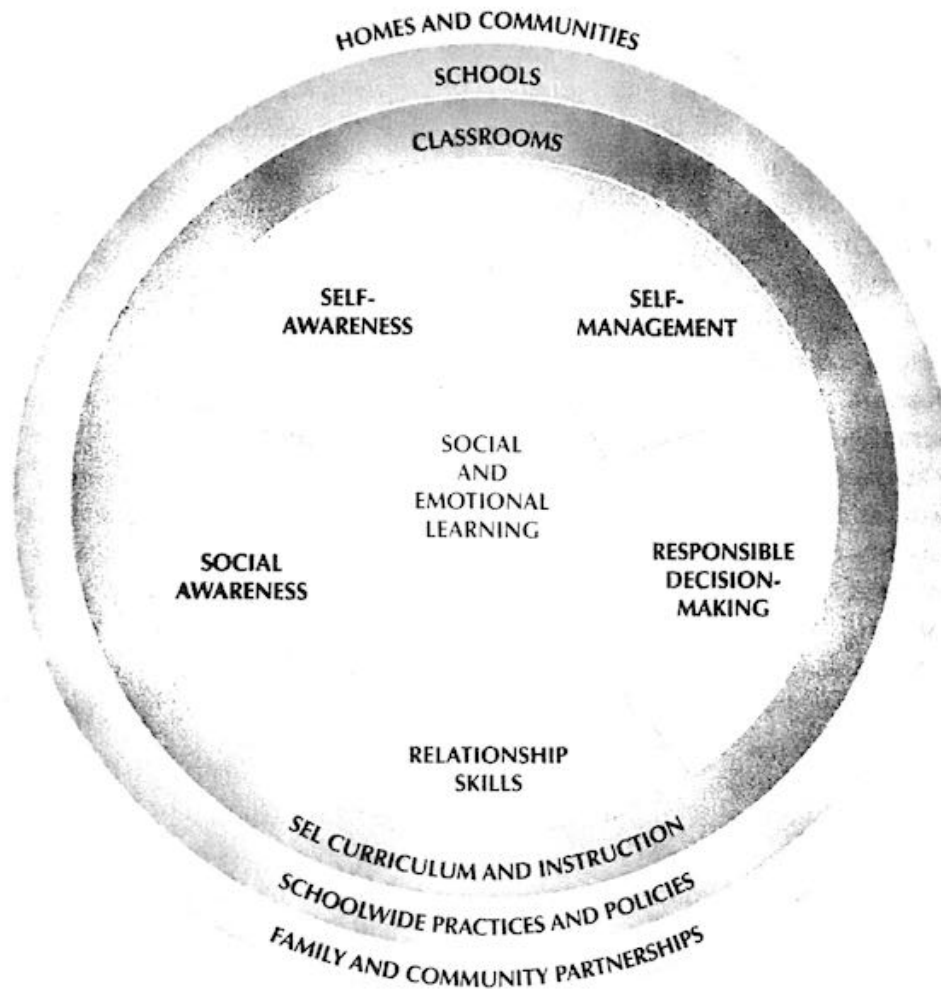 HOMES AND COMMUNITIES
SCHOOLS
CLASSROOMS
SELF-
AWARENESS
SELF-
MANAGEMENT
SOCIAL
AND
EMOTIONAL
LEARNING
SOCIAL
AWARENESS
RESPONSIBLE
DECISION-
MAKING
RELATIONSHIP
SKILLS
SEL CURRICULUM AND INSTRUCTION
SCHOOLWIDE PRACTICES AND POLICIES
FAMILY AND COMMUNITY PARTNERSHIPS